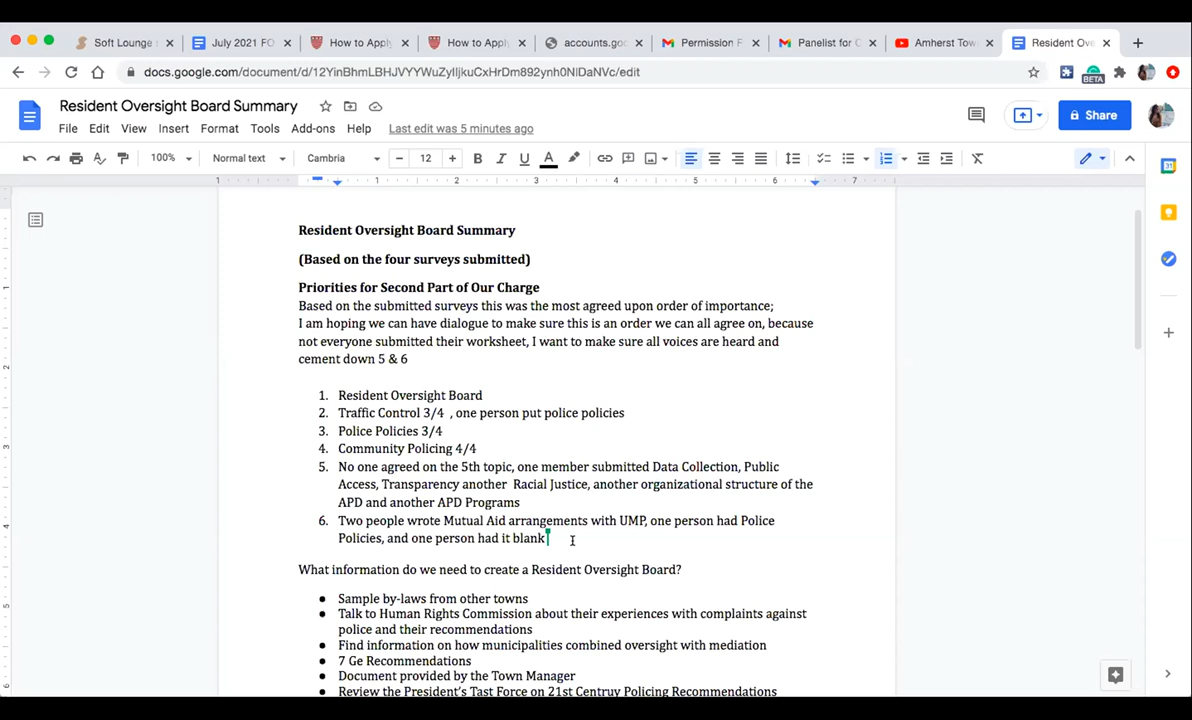 Soft Lounge
July 2021 FO
How to Apply
How to Apply
accounts.goo
Permission F
Panelist for C
Amherst Tow
Resident Ove
docs.google.com/document/d/12YinBhmLBHJVYYWuZyIljkuCxHrDm892ynh0NlDaNVc/edit
BETA
Resident Oversight Board Summary
File Edit View Insert Format Tools Add-ons Help Last edit was 5 minutes ago
Share
100% Normal text Cambria 12
1 1 2 3 4 5 6 7
Resident Oversight Board Summary
(Based on the four surveys submitted)
Priorities for Second Part of Our Charge
Based on the submitted surveys this was the most agreed upon order of importance;
I am hoping we can have dialogue to make sure this is an order we can all agree on, because
not everyone submitted their worksheet, I want to make sure all voices are heard and
cement down 5 & 6
1. Resident Oversight Board
2. Traffic Control 3/4 , one person put police policies
3. Police Policies 3/4
4. Community Policing 4/4
5. No one agreed on the 5th topic, one member submitted Data Collection, Public
Access, Transparency another Racial Justice, another organizational structure of the
APD and another APD Programs
6. Two people wrote Mutual Aid arrangements with UMP, one person had Police
Policies, and one person had it blank
What information do we need to create a Resident Oversight Board?
● Sample by-laws from other towns
● Talk to Human Rights Commission about their experiences with complaints against
police and their recommendations
● Find information on how municipalities combined oversight with mediation
● 7 Ge Recommendations
● Document provided by the Town Manager
● Review the President's Tast Force on 21st Centruy Policing Recommendations